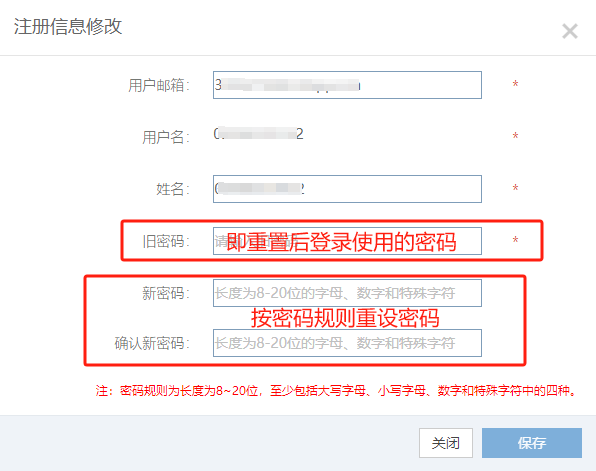 注册信息修改
用户邮箱： *
用户名： *
姓名： *
旧密码： 即重置后登录使用的密码 *
新密码： 长度为8-20位的字母、数字和特殊字符
按密码规则重设密码
确认新密码： 长度为8-20位的字母、数字和特殊字符
注：密码规则为长度为8~20位，至少包括大写字母、小写字母、数字和特殊字符中的四种。
关闭 保存